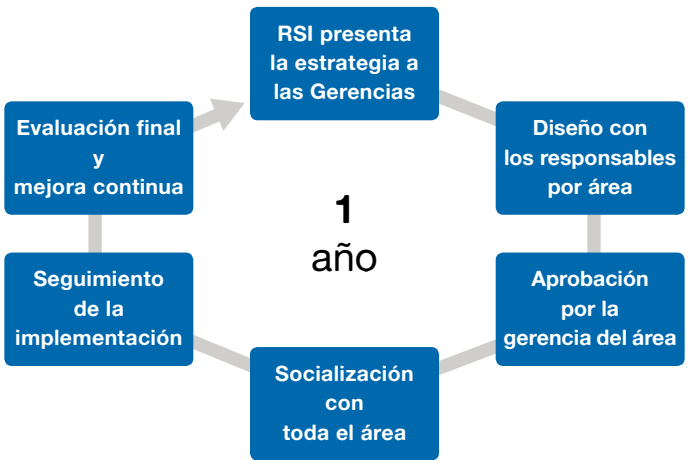 RSI presenta
la estrategia a
las Gerencias
Diseño con
los responsables
por área
Aprobación
por la
gerencia del área
Socialización
con
toda el área
Seguimiento
de la
implementación
Evaluación final
y
mejora continua
1
año